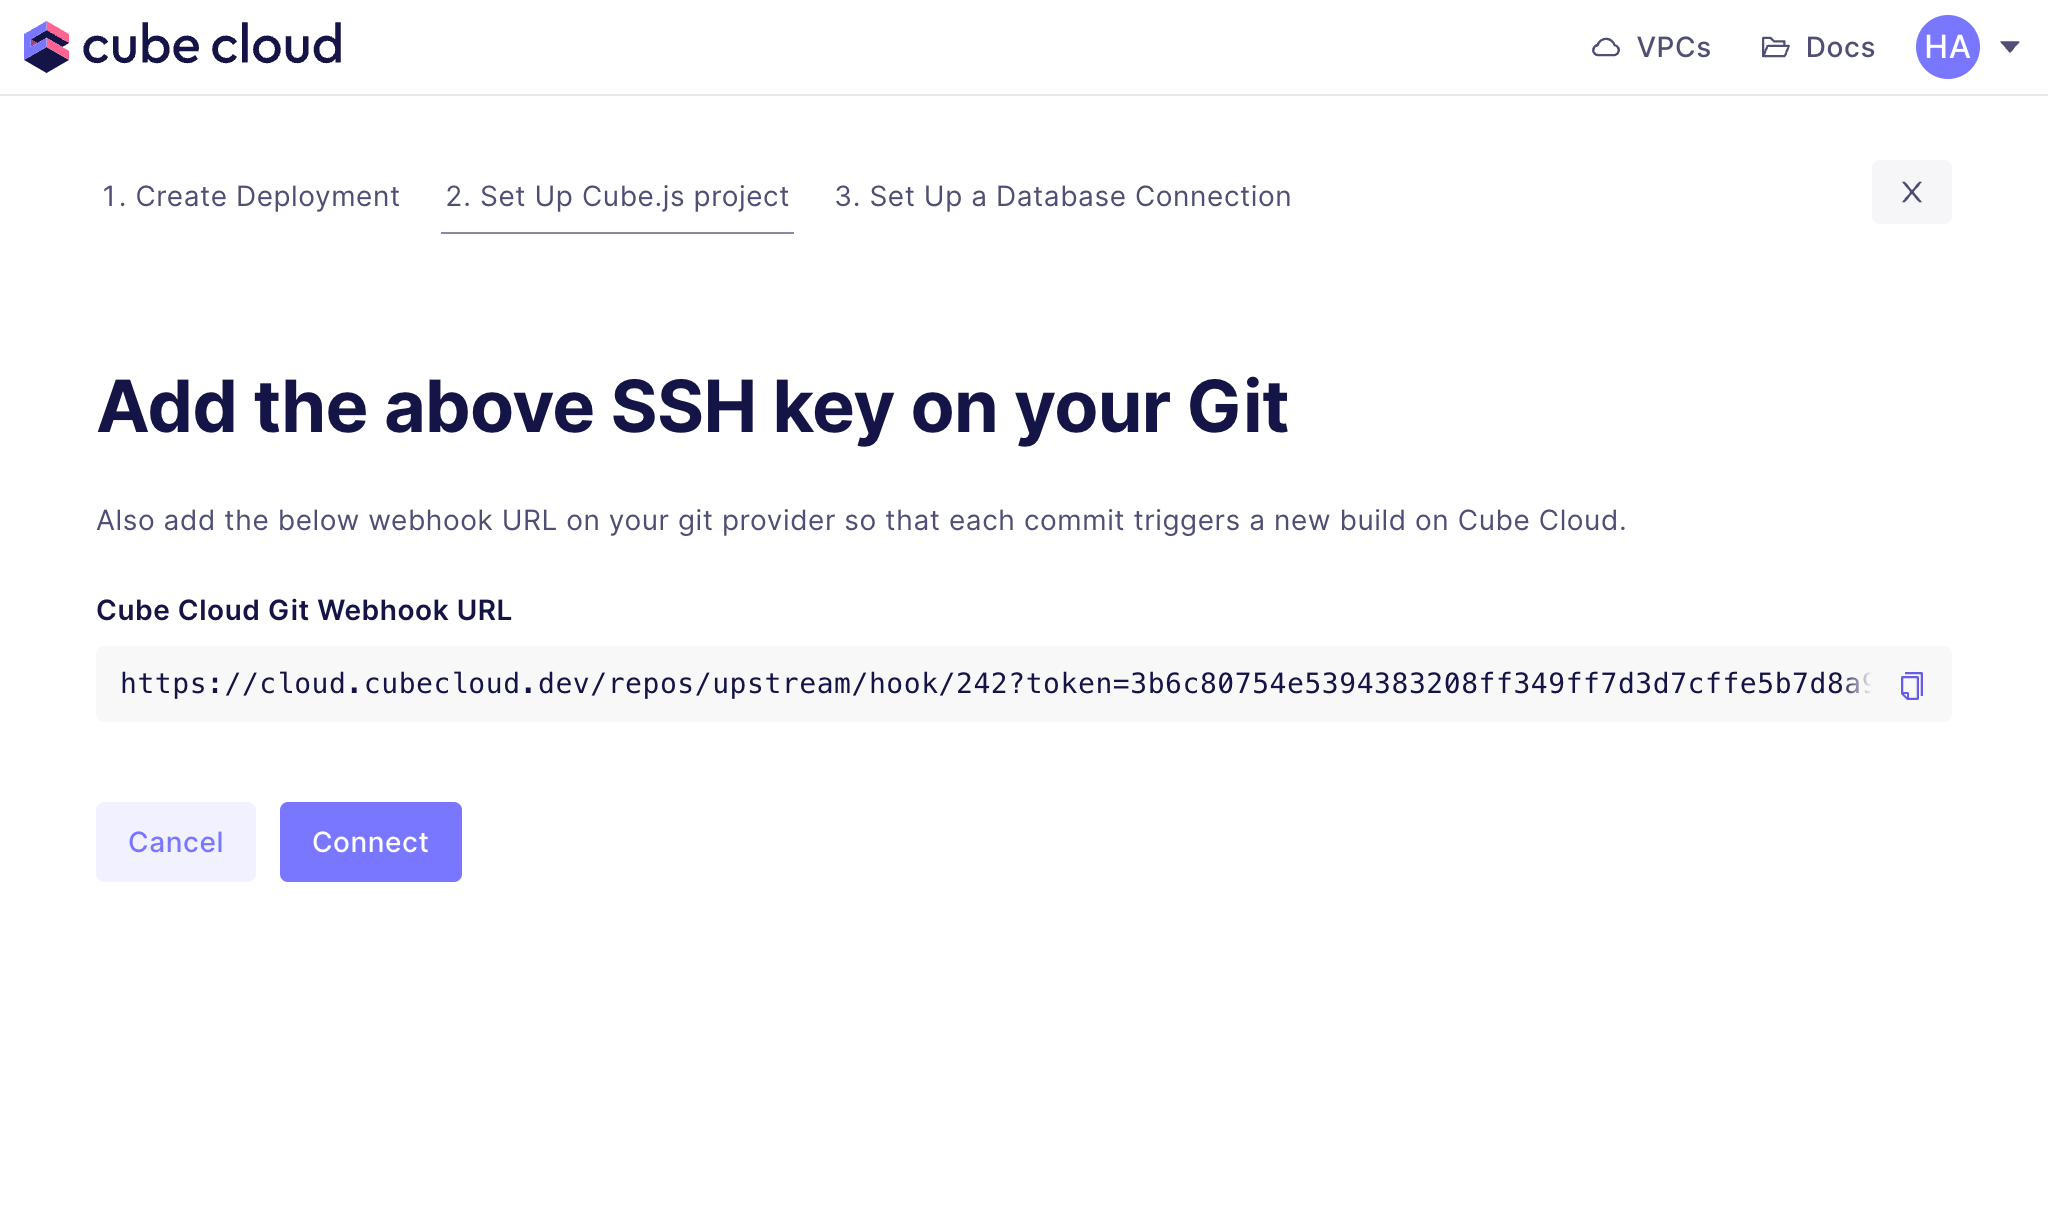 cube cloud
VPCs
Docs
HA
1. Create Deployment
2. Set Up Cube.js project
3. Set Up a Database Connection
X
Add the above SSH key on your Git
Also add the below webhook URL on your git provider so that each commit triggers a new build on Cube Cloud.
Cube Cloud Git Webhook URL
https://cloud.cubecloud.dev/repos/upstream/hook/242?token=3b6c80754e5394383208ff349ff7d3d7cffe5b7d8a9
Cancel
Connect